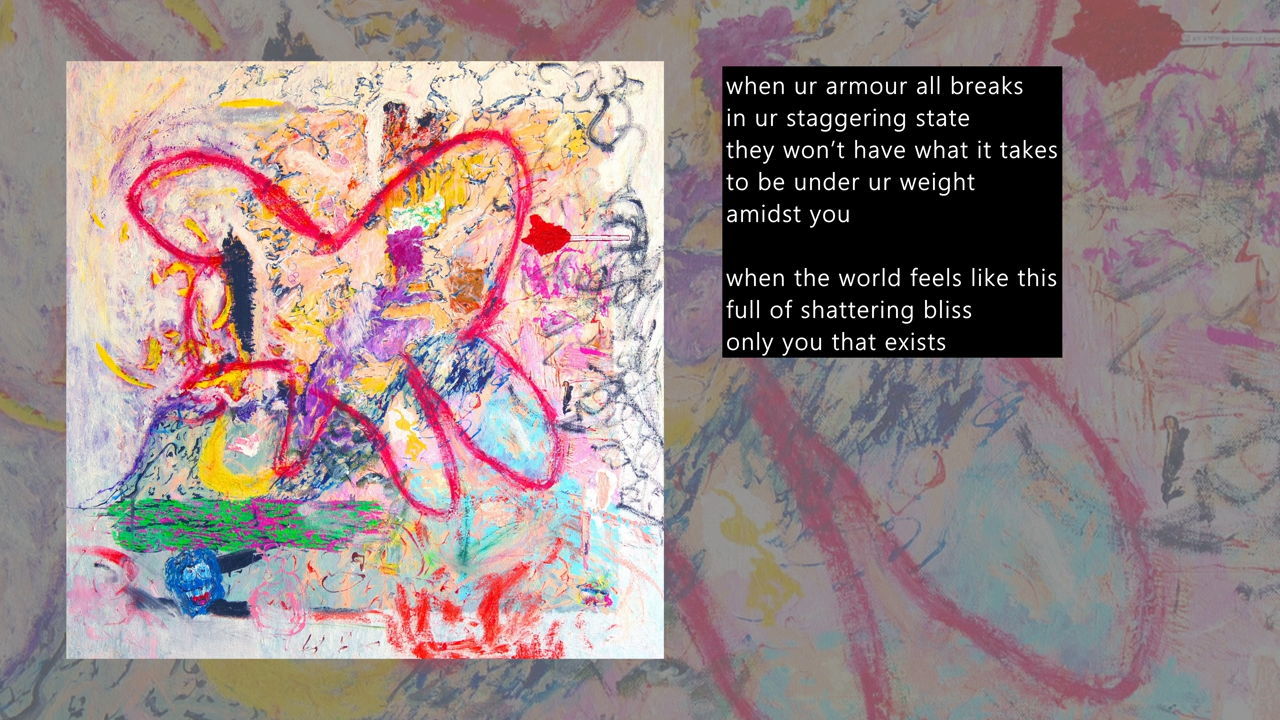 when ur armour all breaks
in ur staggering state
they won’t have what it takes
to be under ur weight
amidst you
when the world feels like this
full of shattering bliss
only you that exists